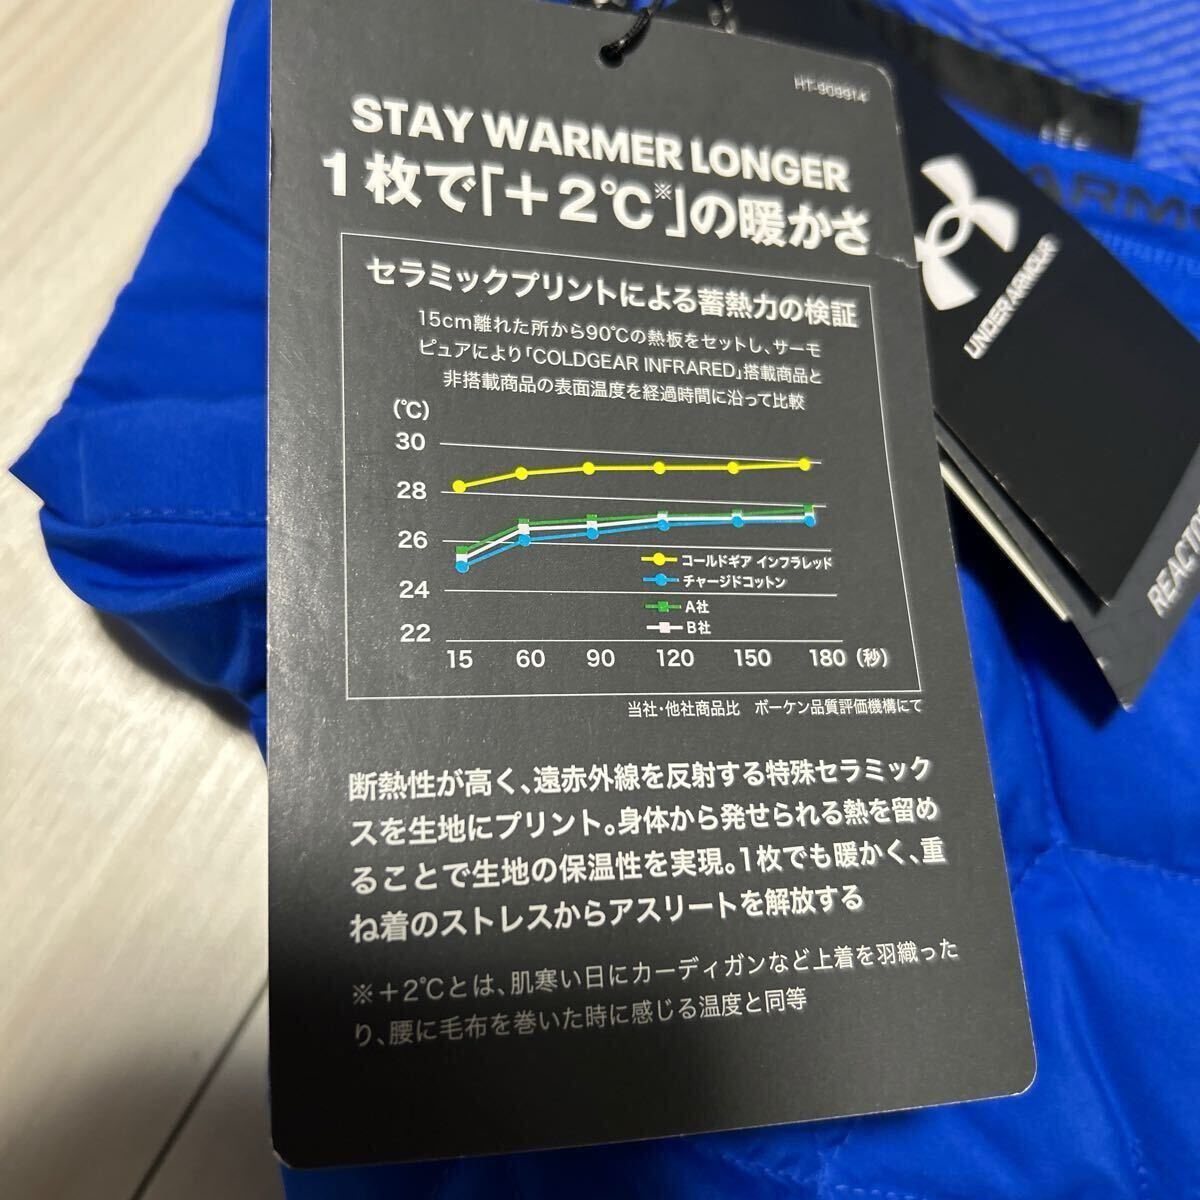 HT-909914
STAY WARMER LONGER
1枚で「+2℃※」の暖かさ
セラミックプリントによる蓄熱力の検証
15cm離れた所から90℃の熱板をセットし、サーモ
ピュアにより「COLDGEAR INFRARED」搭載商品と
非搭載商品の表面温度を経過時間に沿って比較
(℃)
30
28
26
24
22
コールドギア インフラレッド
チャージドコットン
A社
B社
15 60 90 120 150 180 (秒)
当社・他社商品比 ボーケン品質評価機構にて
断熱性が高く、遠赤外線を反射する特殊セラミック
スを生地にプリント。身体から発せられる熱を留め
ることで生地の保温性を実現。1枚でも暖かく、重
ね着のストレスからアスリートを解放する
※+2℃とは、肌寒い日にカーディガンなど上着を羽織った
り、腰に毛布を巻いた時に感じる温度と同等
UNDER ARMOUR